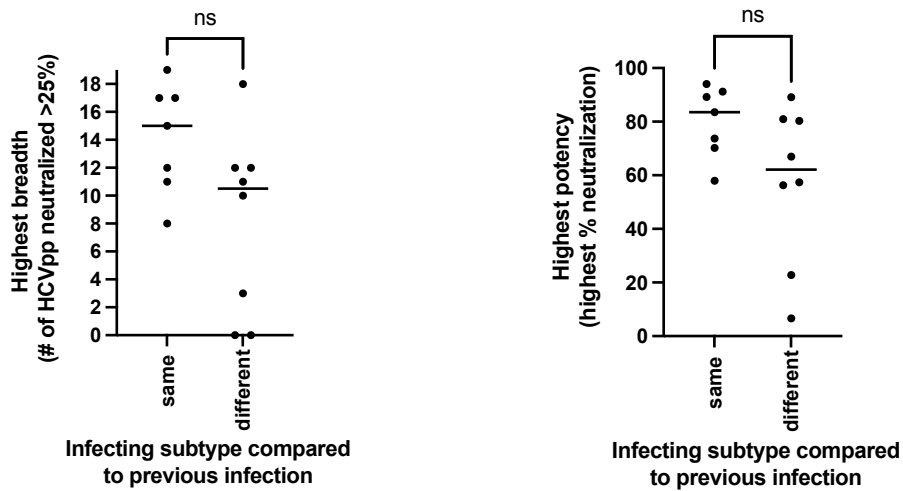 ns
Highest breadth
(# of HCVpp neutralized >25%)
18
16
14
12
10
8
6
4
2
0
same
different
Infecting subtype compared
to previous infection
ns
Highest potency
(highest % neutralization)
100
80
60
40
20
0
same
different
Infecting subtype compared
to previous infection